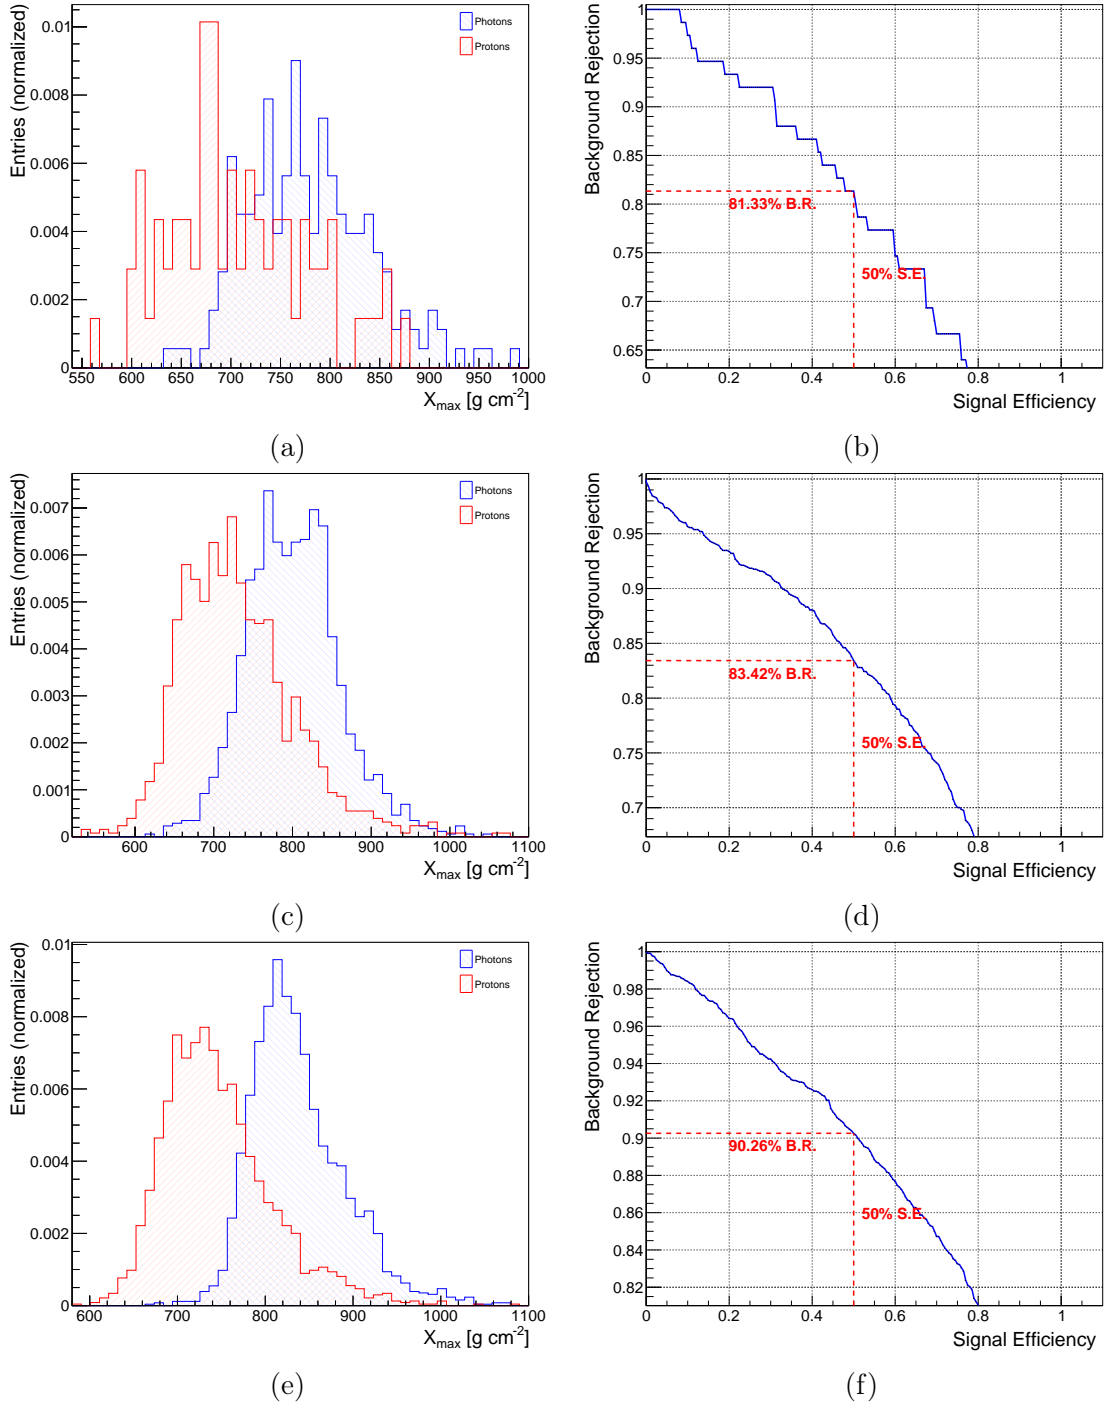 Entries (normalized)
0.01
0.008
0.006
0.004
0.002
0
Photons
Protons
550 600 650 700 750 800 850 900 950 1000
X_max [g cm⁻²]
(a)
Background Rejection
1
0.95
0.9
0.85
0.8
0.75
0.7
0.65
81.33% B.R.
50% S.E.
0 0.2 0.4 0.6 0.8 1
Signal Efficiency
(b)
Entries (normalized)
0.007
0.006
0.005
0.004
0.003
0.002
0.001
0
Photons
Protons
600 700 800 900 1000 1100
X_max [g cm⁻²]
(c)
Background Rejection
1
0.95
0.9
0.85
0.8
0.75
0.7
83.42% B.R.
50% S.E.
0 0.2 0.4 0.6 0.8 1
Signal Efficiency
(d)
Entries (normalized)
0.01
0.008
0.006
0.004
0.002
0
Photons
Protons
600 700 800 900 1000 1100
X_max [g cm⁻²]
(e)
Background Rejection
1
0.98
0.96
0.94
0.92
0.9
0.88
0.86
0.84
0.82
90.26% B.R.
50% S.E.
0 0.2 0.4 0.6 0.8 1
Signal Efficiency
(f)